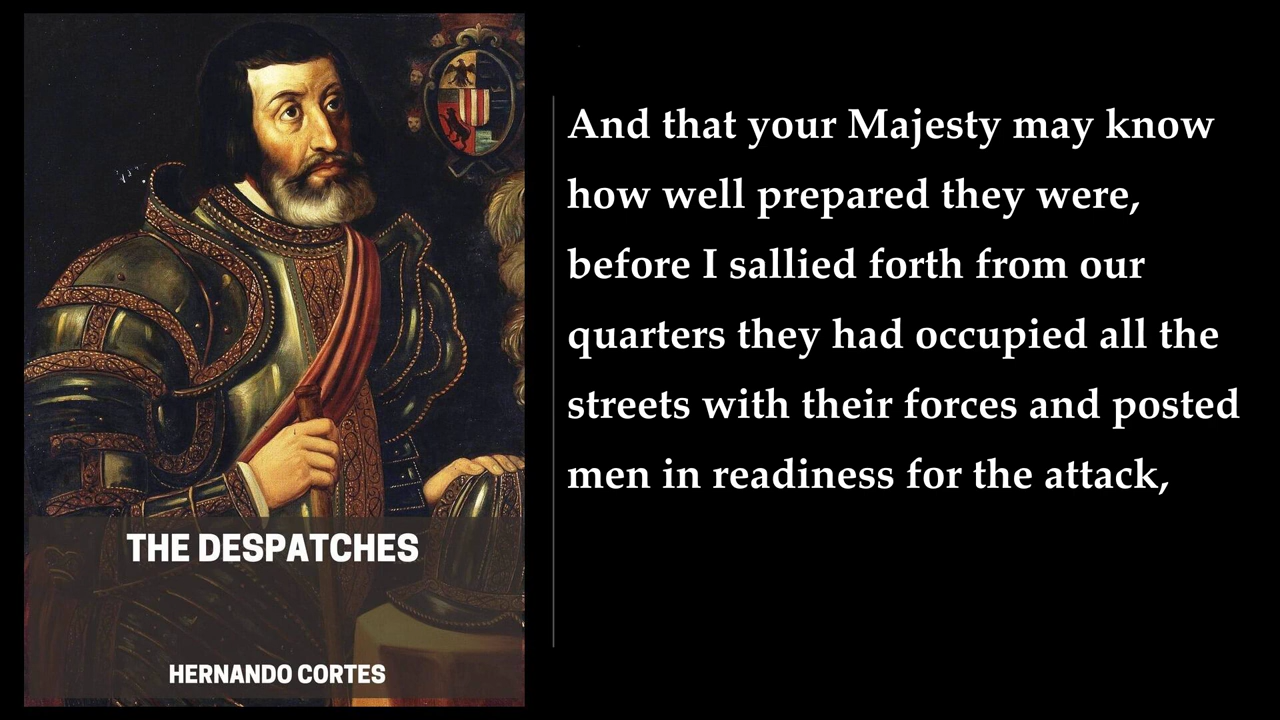 THE DESPATCHES
HERNANDO CORTES
And that your Majesty may know
how well prepared they were,
before I sallied forth from our
quarters they had occupied all the
streets with their forces and posted
men in readiness for the attack,